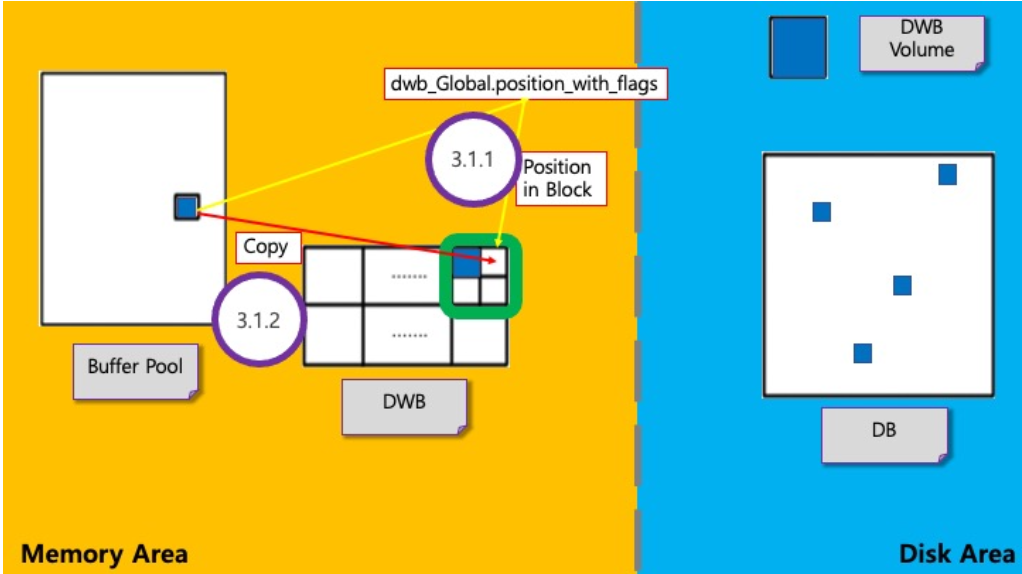 DWB
Volume
dwb_Global.position_with_flags
3.1.1
Position
in Block
Copy
.......
3.1.2
.......
Buffer Pool
DWB
DB
Memory Area
Disk Area